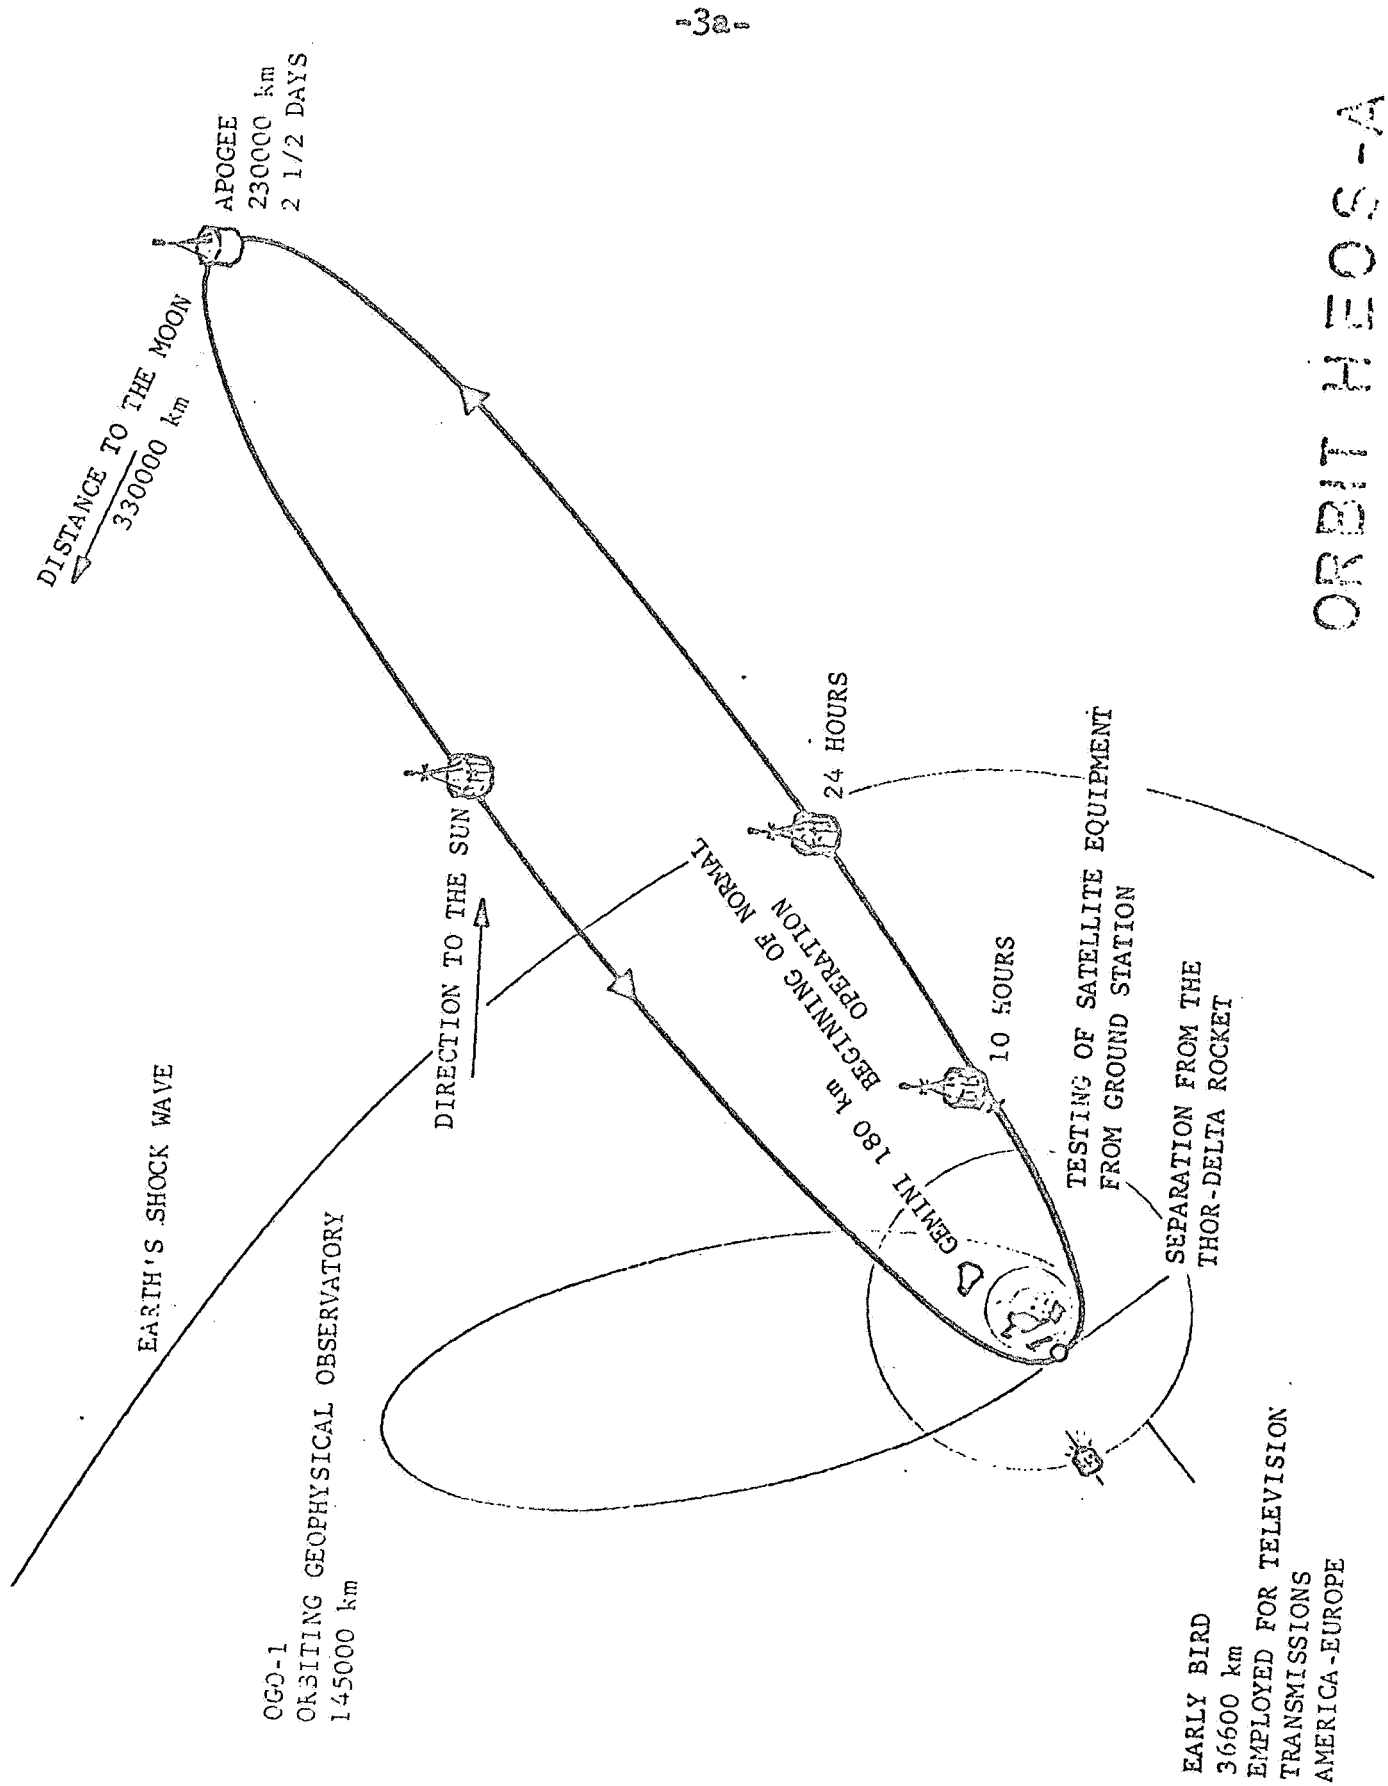 -3a-
APOGEE
230000 km
2 1/2 DAYS
DISTANCE TO THE MOON
330000 km
DIRECTION TO THE SUN
EARTH'S SHOCK WAVE
24 HOURS
BEGINNING OF NORMAL
OPERATION
10 HOURS
GEMINI 180 km
TESTING OF SATELLITE EQUIPMENT
FROM GROUND STATION
SEPARATION FROM THE
THOR-DELTA ROCKET
OGO-1
ORBITING GEOPHYSICAL OBSERVATORY
145000 km
EARLY BIRD
36600 km
EMPLOYED FOR TELEVISION
TRANSMISSIONS
AMERICA-EUROPE
ORBIT HEOS-A